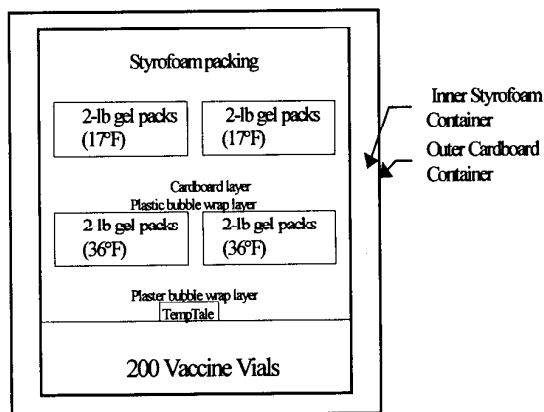 Styrofoam packing
2-lb gel packs
(17°F)
2-lb gel packs
(17°F)
Inner Styrofoam
Container
Outer Cardboard
Container
Cardboard layer
Plastic bubble wrap layer
2-lb gel packs
(36°F)
2-lb gel packs
(36°F)
Plaster bubble wrap layer
TempTale
200 Vaccine Vials